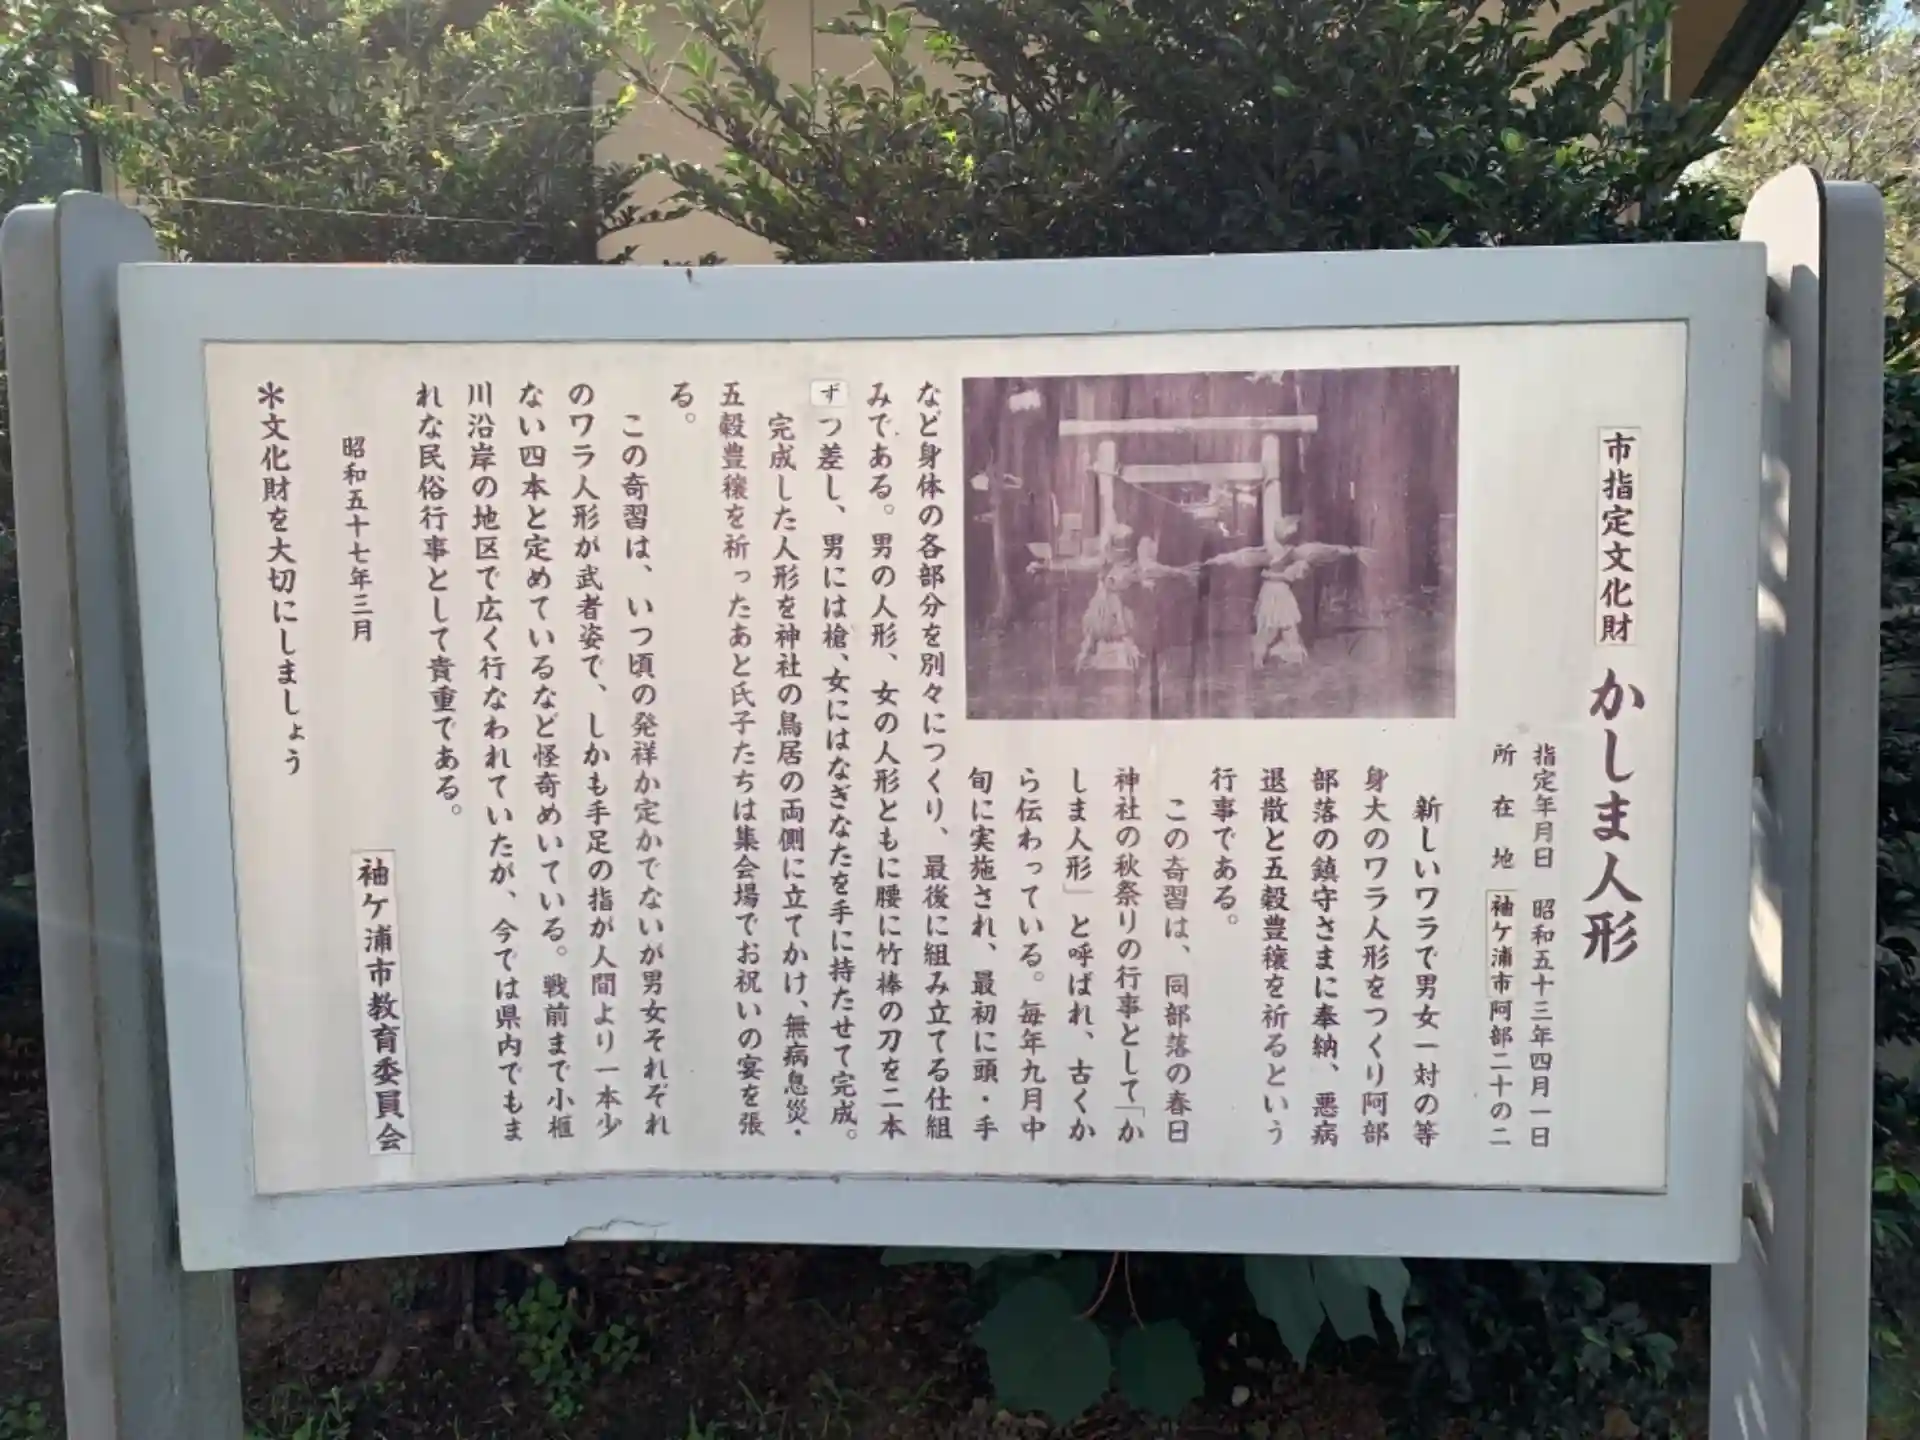 市指定文化財 かしま人形
指定年月日 昭和五十三年四月一日
所在地 袖ケ浦市阿部二十の二
新しいワラで男女一対の等
身大のワラ人形をつくり阿部
部落の鎮守さまに奉納、悪病
退散と五穀豊穣を祈るという
行事である。
この奇習は、同部落の春日
神社の秋祭りの行事として「か
しま人形」と呼ばれ、古くか
ら伝わっている。毎年九月中
旬に実施され、最初に頭・手
など身体の各部分を別々につくり、最後に組み立てる仕組
みである。男の人形、女の人形ともに腰に竹棒の刀を二本
ずつ差し、男には槍、女にはなぎなたを手に持たせて完成。
完成した人形を神社の鳥居の両側に立てかけ、無病息災・
五穀豊穣を祈ったあと氏子たちは集会場でお祝いの宴を張
る。
この奇習は、いつ頃の発祥か定かでないが男女それぞれ
のワラ人形が武者姿で、しかも手足の指が人間より一本少
ない四本と定めているなど怪奇めいている。戦前まで小櫃
川沿岸の地区で広く行なわれていたが、今では県内でもま
れな民俗行事として貴重である。
昭和五十七年三月
袖ケ浦市教育委員会
＊文化財を大切にしましょう